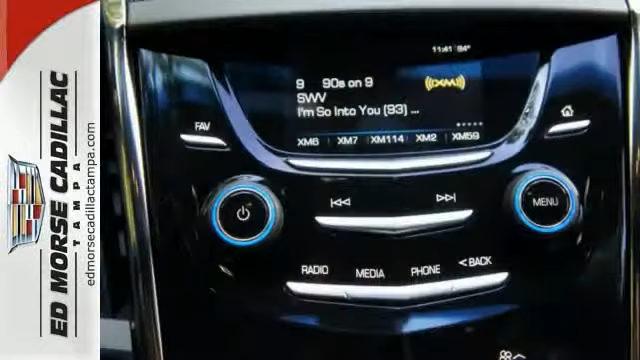 ED MORSE CADILLAC
TAMPA
edmorsecadillactampa.com
11:41 84°
9 90s on 9
((XM))
SWV
I'm So Into You (93) ...
XM6 XM7 XM114 XM2 XM59
FAV
MENU
RADIO MEDIA PHONE < BACK